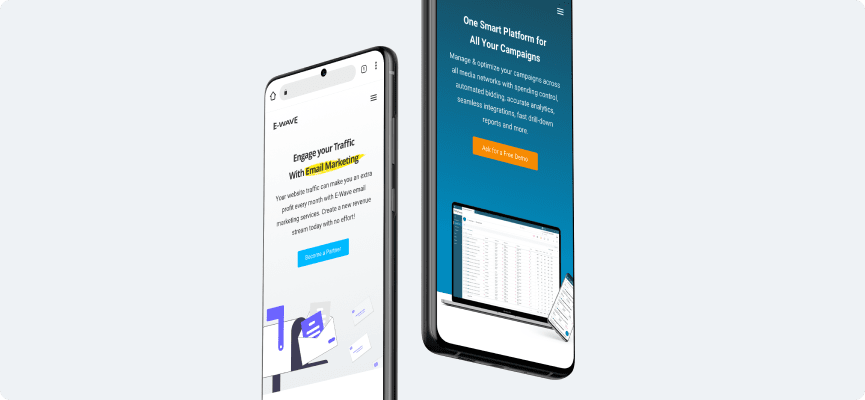 E-WAVE
Engage your Traffic
With Email Marketing
Your website traffic can make you an extra
profit every month with E-Wave email
marketing services. Create a new revenue
stream today with no effort!
Become a Partner
One Smart Platform for
All Your Campaigns
Manage & optimize your campaigns across
all media networks with spending control,
automated bidding, accurate analytics,
seamless integrations, fast drill-down
reports and more.
Ask for a Free Demo